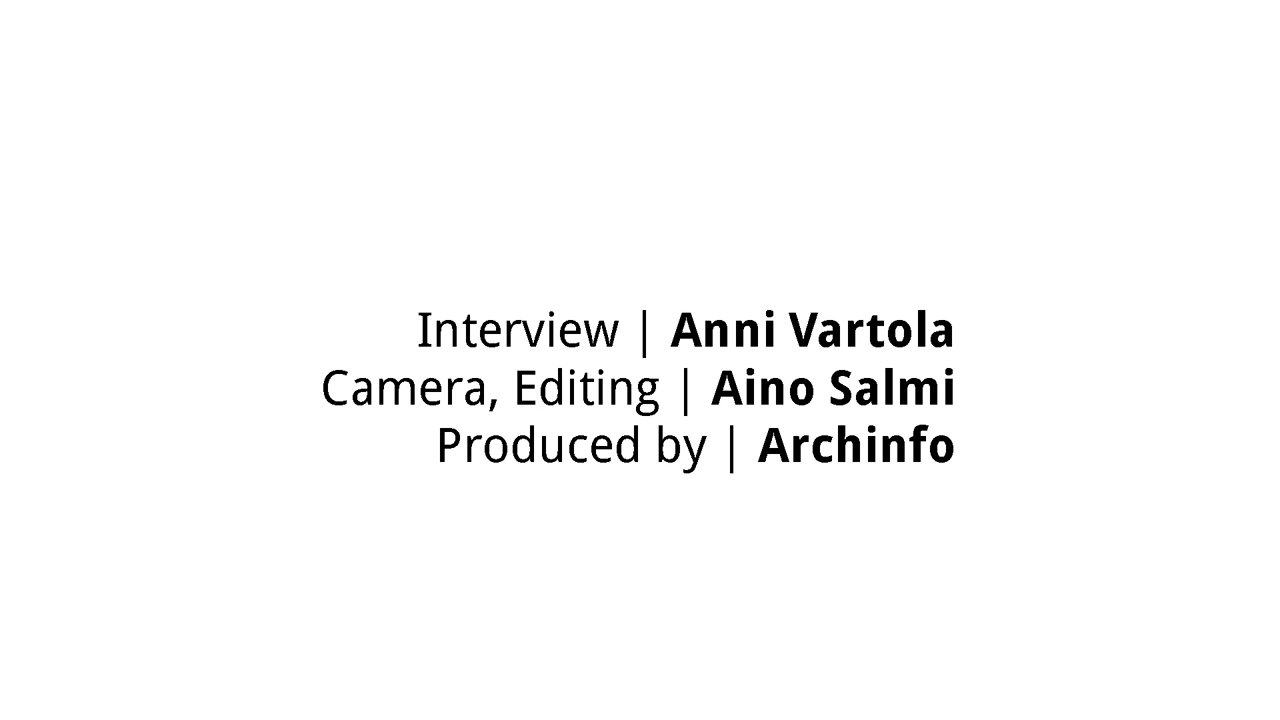 Interview | Anni Vartola
Camera, Editing | Aino Salmi
Produced by | Archinfo